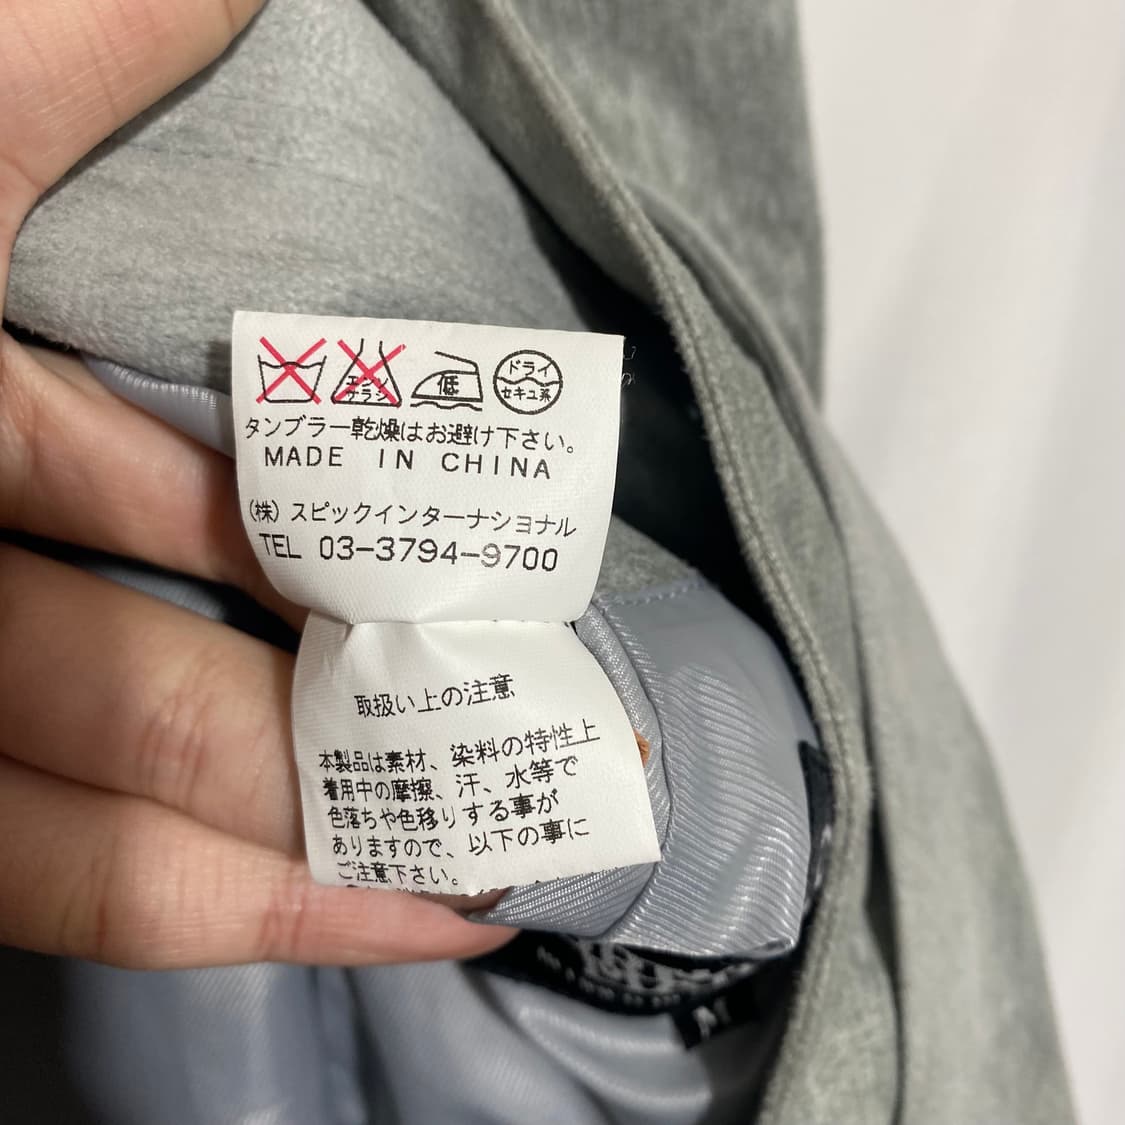 エンソ
サラシ
低
ドライ
セキユ系
タンブラー乾燥はお避け下さい。
MADE IN CHINA
(株) スピックインターナショナル
TEL 03-3794-9700
取扱い上の注意
本製品は素材、染料の特性上
着用中の摩擦、汗、水等で
色落ちや色移りする事が
ありますので、以下の事に
ご注意下さい。
M